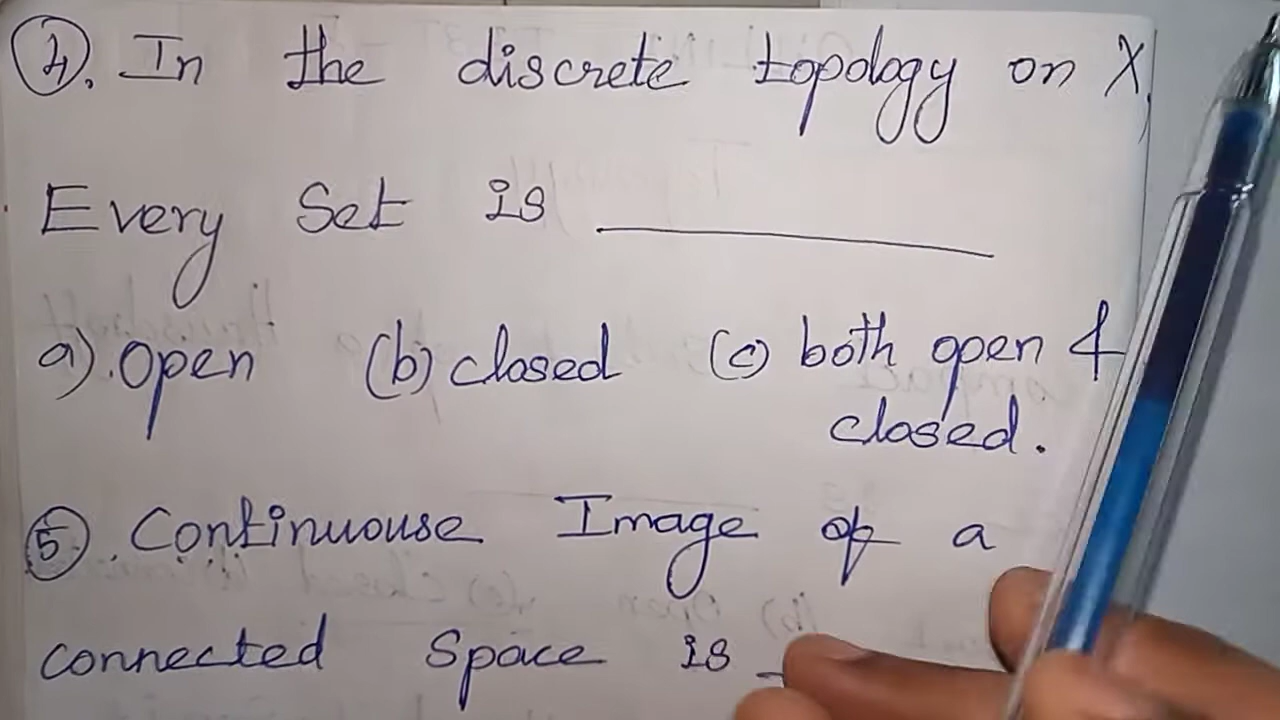 4. In the discrete topology on X,
Every Set is
a). Open (b) closed (c) both open &
closed.
5. Continuouse Image of a
connected Space is